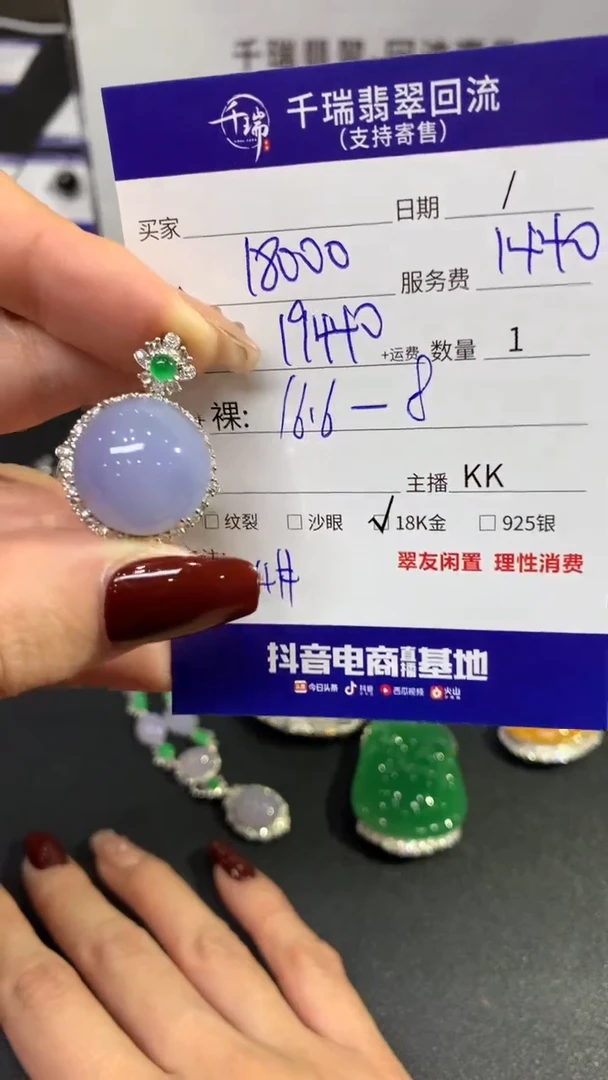 千瑞翡翠·回流
千瑞
千瑞翡翠回流
(支持寄售)
买家 日期 /
18000 服务费 1440
19440 +运费 数量 1
裸: 16.6-8
主播 KK
□ 纹裂 □ 沙眼 ☑ 18K金 □ 925银
翠友闲置 理性消费
4#
抖音电商直播基地
今日头条 抖音 西瓜视频 火山